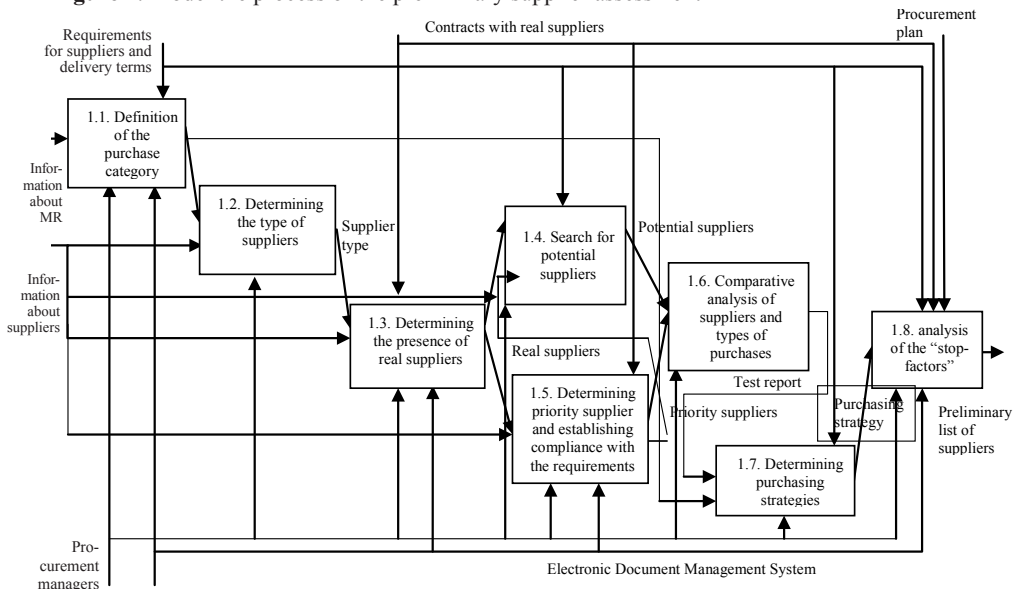 Procurement
plan
Contracts with real suppliers
Requirements
for suppliers and
delivery terms
1.1. Definition
of the
purchase
category
Infor-
mation
about
MR
1.2. Determining
the type of
suppliers
Supplier
type
1.4. Search for
potential
suppliers
Potential suppliers
Infor-
mation
about
suppliers
1.3. Determining
the presence of
real suppliers
1.6. Comparative
analysis of
suppliers and
types of
purchases
1.8. analysis
of the “stop-
factors”
Real suppliers
1.5. Determining
priority supplier
and establishing
compliance with
the requirements
Test report
Priority suppliers
Purchasing
strategy
Preliminary
list of
suppliers
1.7. Determining
purchasing
strategies
Pro-
curement
managers
Electronic Document Management System